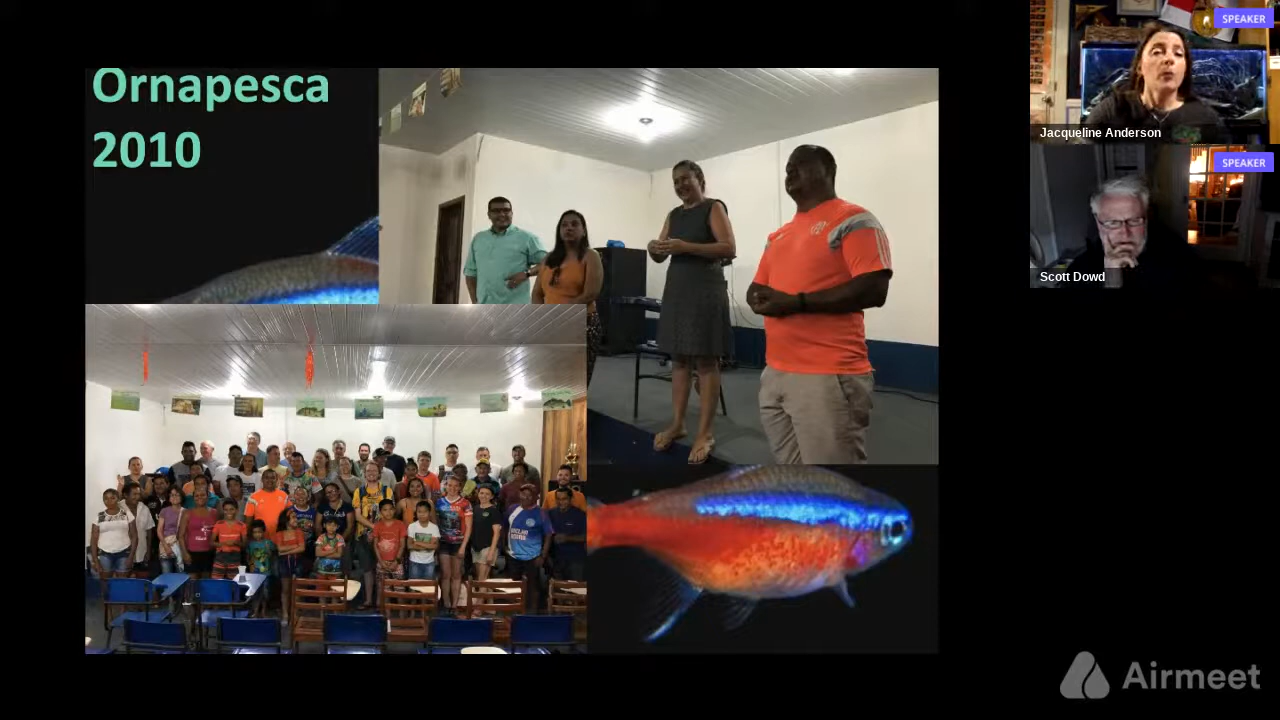 Ornapesca
2010
SPEAKER
Jacqueline Anderson
SPEAKER
Scott Dowd
Airmeet